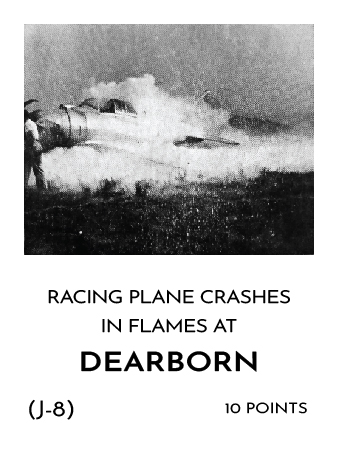 RACING PLANE CRASHES
IN FLAMES AT
DEARBORN
(J-8)
10 POINTS